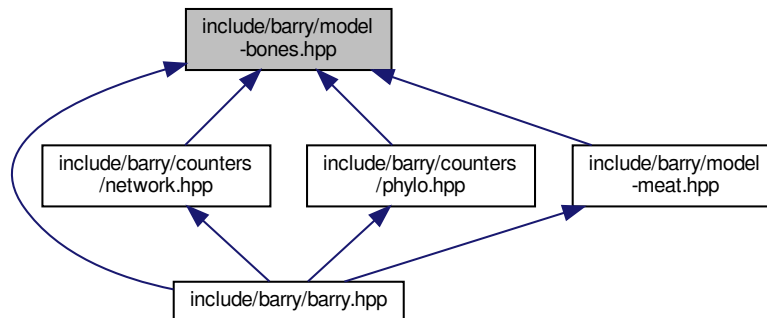 include/barry/model
-bones.hpp
include/barry/counters
/network.hpp
include/barry/counters
/phylo.hpp
include/barry/model
-meat.hpp
include/barry/barry.hpp